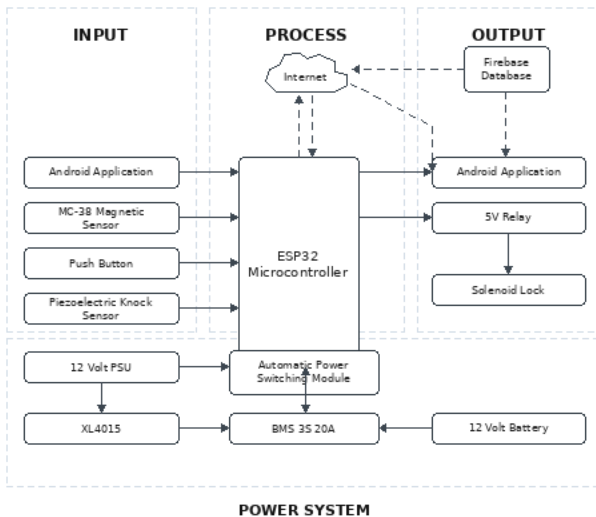 INPUT
PROCESS
OUTPUT
Internet
Firebase
Database
Android Application
Android Application
MC-38 Magnetic
Sensor
5V Relay
Push Button
ESP32
Microcontroller
Solenoid Lock
Piezoelectric Knock
Sensor
12 Volt PSU
Automatic Power
Switching Module
XL4015
BMS 3S 20A
12 Volt Battery
POWER SYSTEM